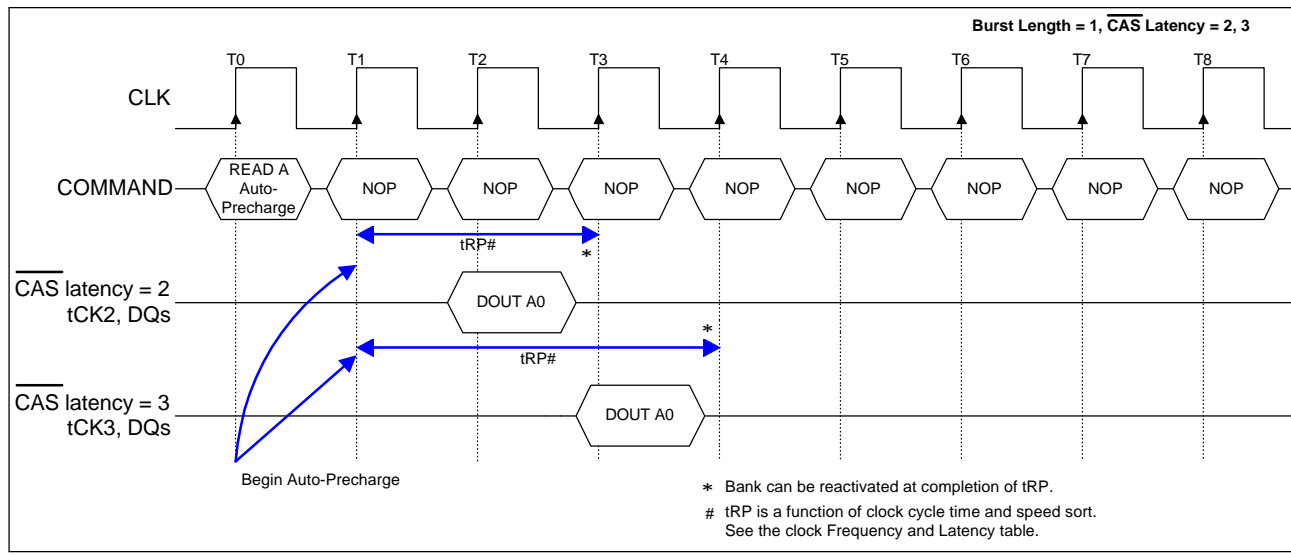 Burst Length = 1, CAS Latency = 2, 3
T0 T1 T2 T3 T4 T5 T6 T7 T8
CLK
COMMAND
READ A
Auto-
Precharge
NOP NOP NOP NOP NOP NOP NOP NOP
tRP#
*
CAS latency = 2
tCK2, DQs
DOUT A0
*
tRP#
CAS latency = 3
tCK3, DQs
DOUT A0
Begin Auto-Precharge
* Bank can be reactivated at completion of tRP.
# tRP is a function of clock cycle time and speed sort.
See the clock Frequency and Latency table.